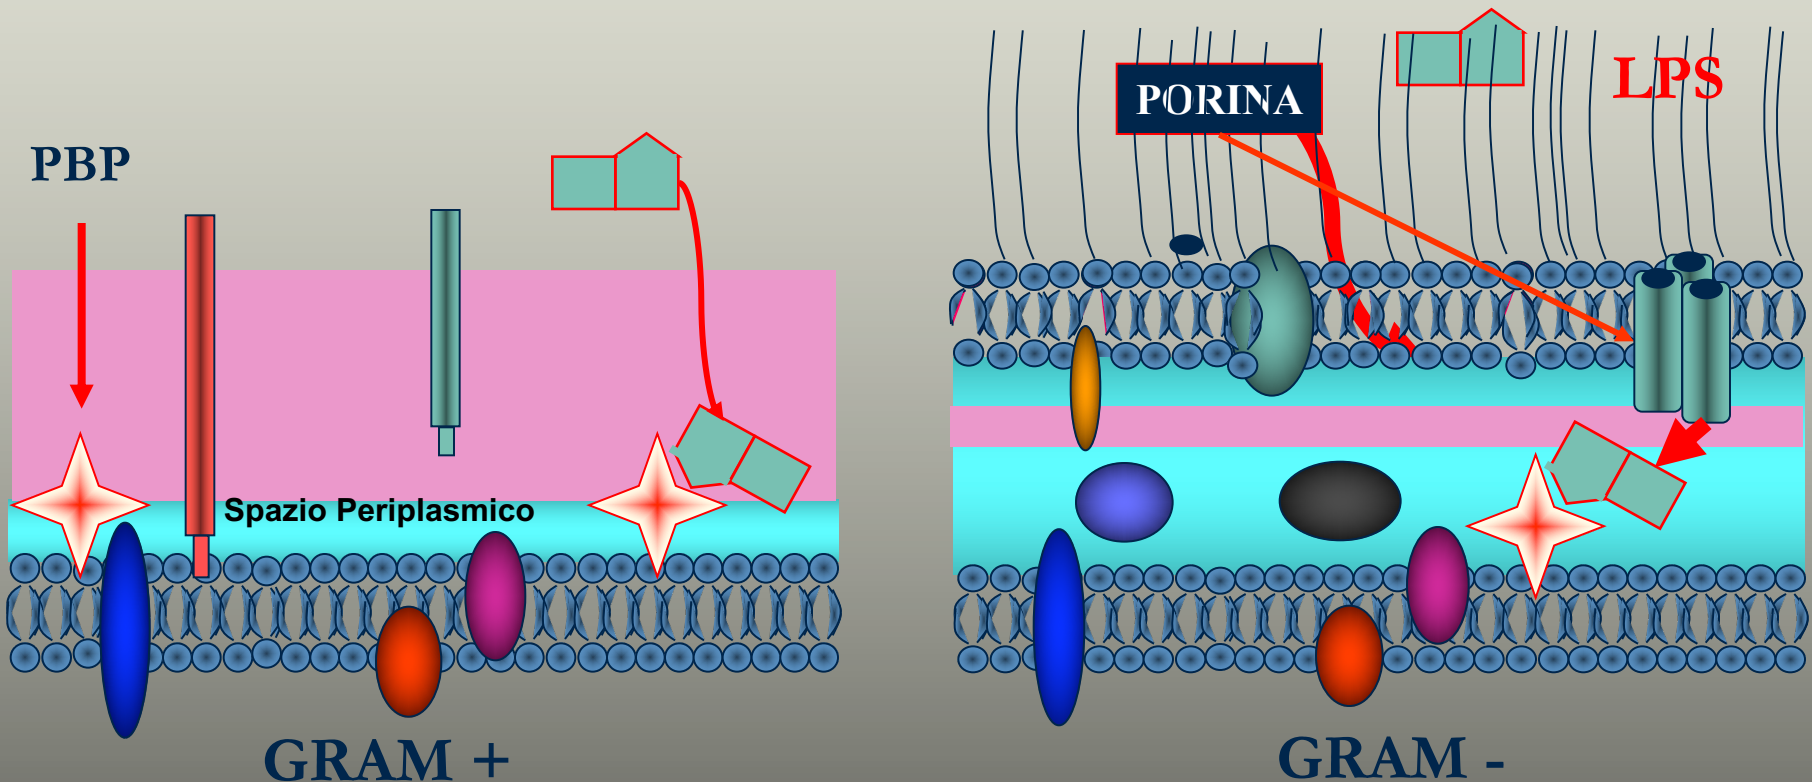 PBP
Spazio Periplasmico
GRAM +
PORINA
LPS
GRAM -